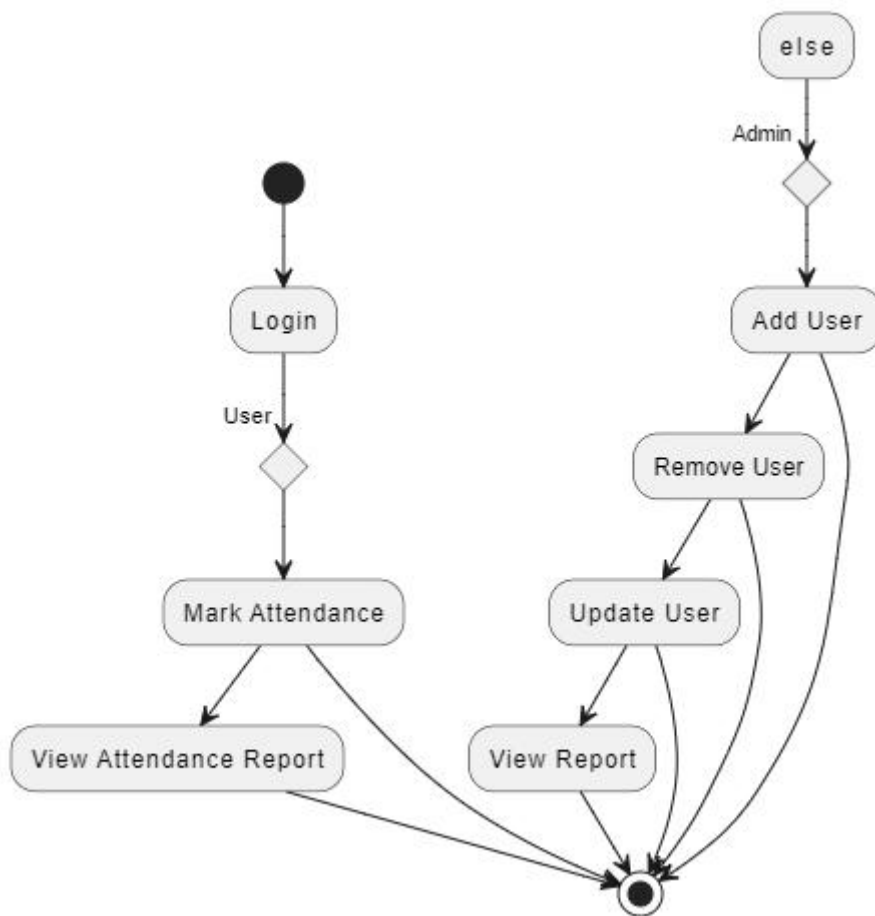 else
Admin
Login
Add User
User
Remove User
Mark Attendance
Update User
View Attendance Report
View Report